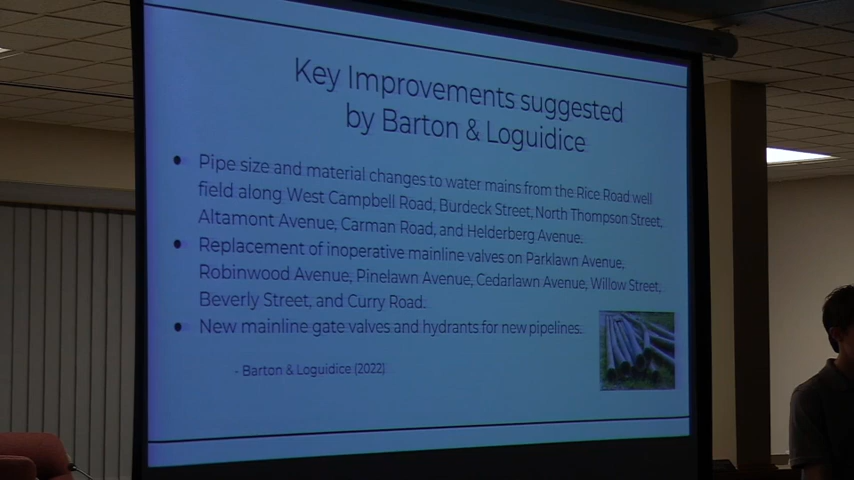 Key Improvements suggested
by Barton & Loguidice
• Pipe size and material changes to water mains from the Rice Road well
field along West Campbell Road, Burdeck Street, North Thompson Street,
Altamont Avenue, Carman Road, and Helderberg Avenue.
• Replacement of inoperative mainline valves on Parklawn Avenue,
Robinwood Avenue, Pinelawn Avenue, Cedarlawn Avenue, Willow Street,
Beverly Street, and Curry Road.
• New mainline gate valves and hydrants for new pipelines.
- Barton & Loguidice (2022)